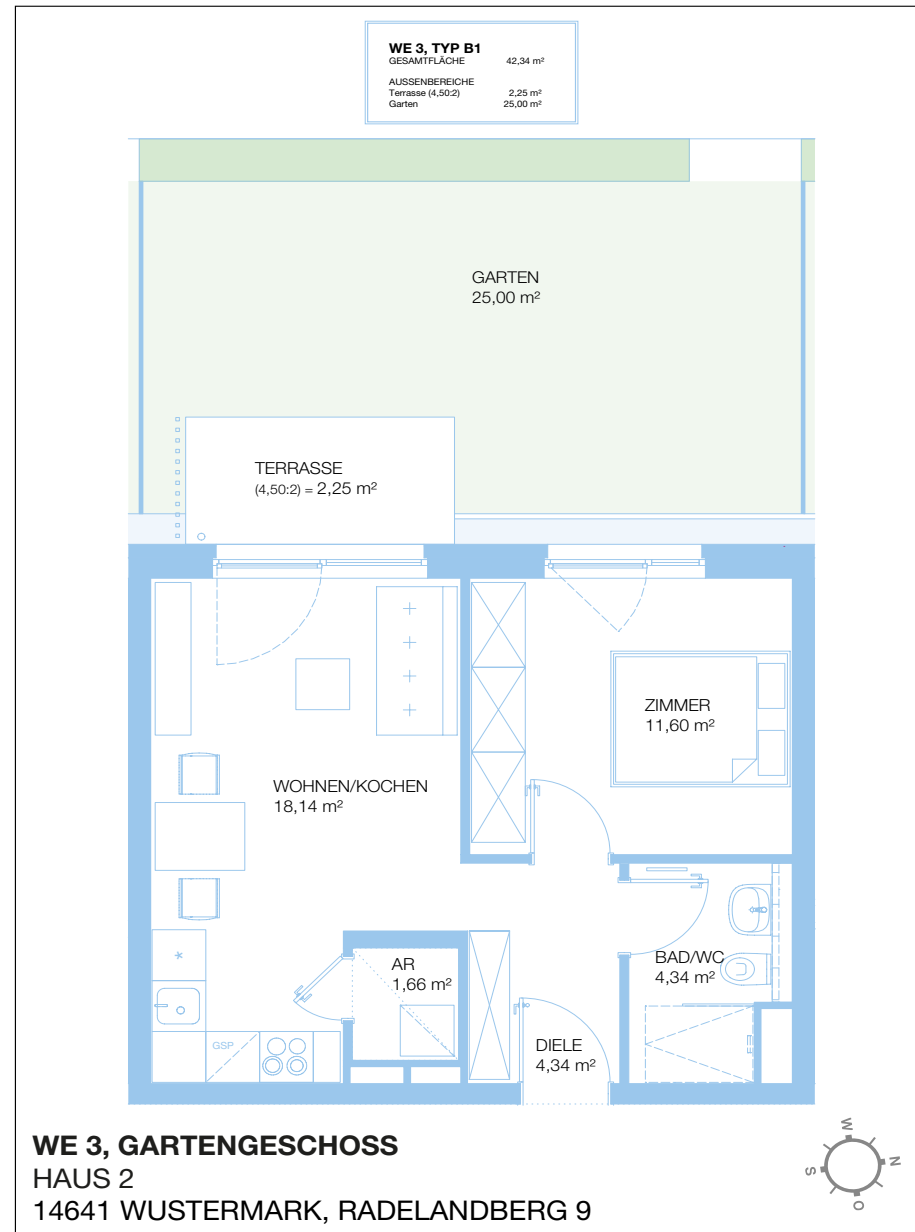 WE 3, TYP B1
GESAMTFLÄCHE 42,34 m²
AUSSENBEREICHE
Terrasse (4,50:2) 2,25 m²
Garten 25,00 m²
GARTEN
25,00 m²
TERRASSE
(4,50:2) = 2,25 m²
ZIMMER
11,60 m²
WOHNEN/KOCHEN
18,14 m²
AR
1,66 m²
BAD/WC
4,34 m²
GSP
DIELE
4,34 m²
WE 3, GARTENGESCHOSS
HAUS 2
14641 WUSTERMARK, RADELANDBERG 9
W
N
S
O